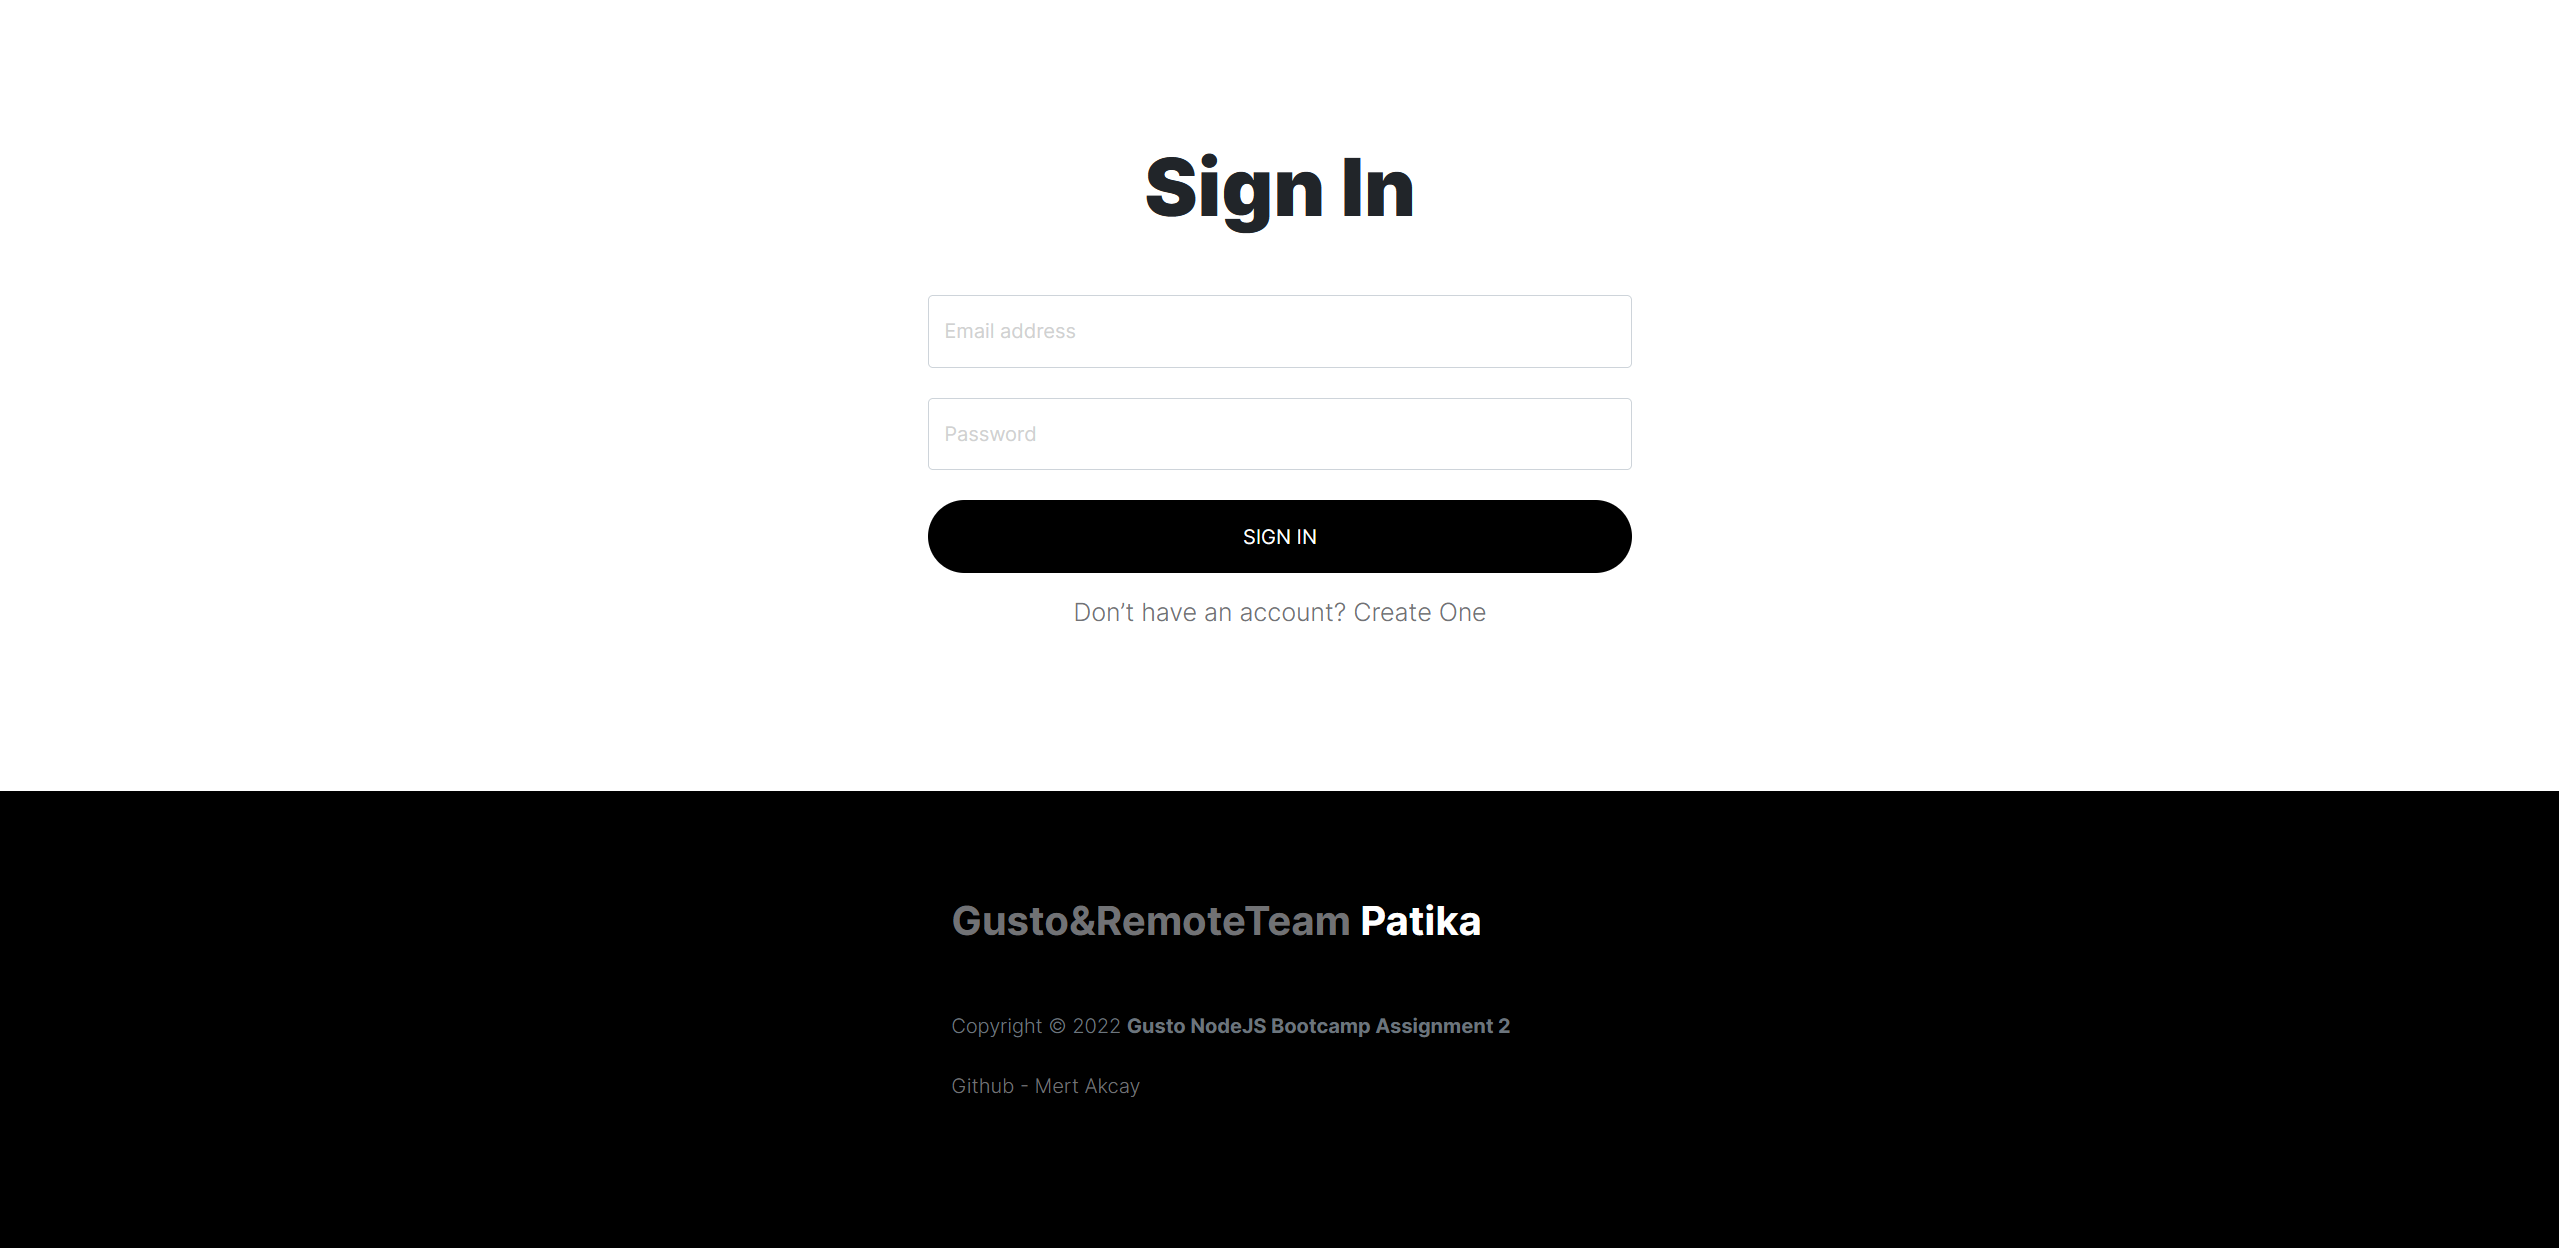 Sign In
Email address
Password
SIGN IN
Don’t have an account? Create One
Gusto&RemoteTeam Patika
Copyright © 2022 Gusto NodeJS Bootcamp Assignment 2
Github - Mert Akcay